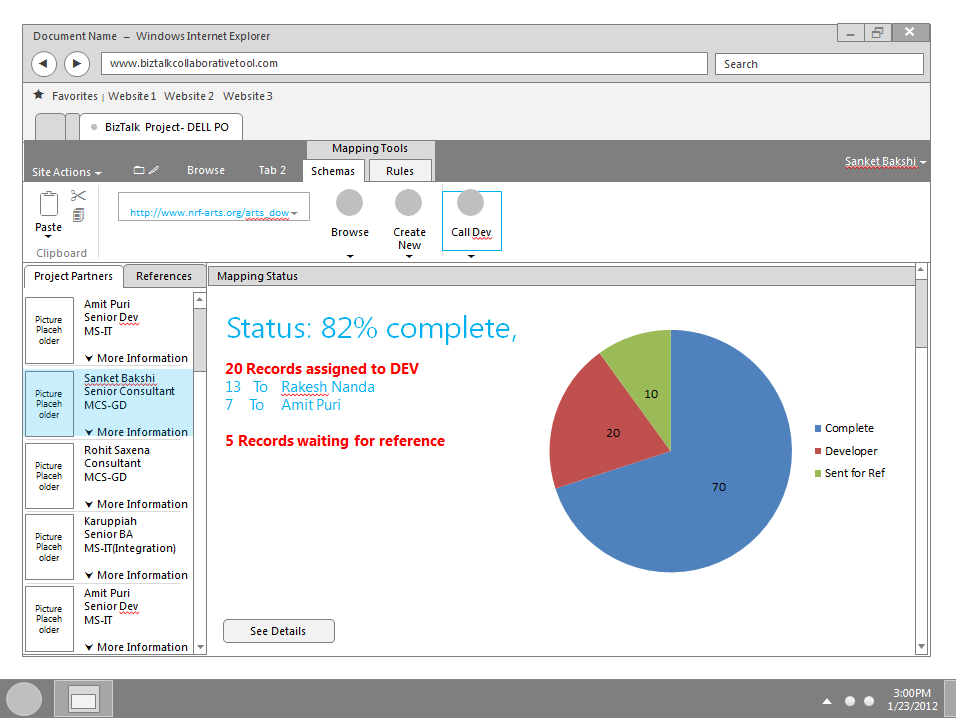 Document Name – Windows Internet Explorer
www.biztalkcollaborativetool.com
Search
Favorites | Website1 Website 2 Website 3
BizTalk Project- DELL PO
Mapping Tools
Site Actions
Browse
Tab 2
Schemas
Rules
Sanket Bakshi
Paste
Clipboard
http://www.nrf-arts.org/arts_dow
Browse
Create
New
Call Dev
Project Partners
References
Mapping Status
Picture
Placeh
older
Amit Puri
Senior Dev
MS-IT
More Information
Picture
Placeh
older
Sanket Bakshi
Senior Consultant
MCS-GD
More Information
Picture
Placeh
older
Rohit Saxena
Consultant
MCS-GD
More Information
Picture
Placeh
older
Karuppiah
Senior BA
MS-IT(Integration)
More Information
Picture
Placeh
older
Amit Puri
Senior Dev
MS-IT
More Information
Status: 82% complete,
20 Records assigned to DEV
13 To Rakesh Nanda
7 To Amit Puri
5 Records waiting for reference
10
20
70
Complete
Developer
Sent for Ref
See Details
3:00PM
1/23/2012